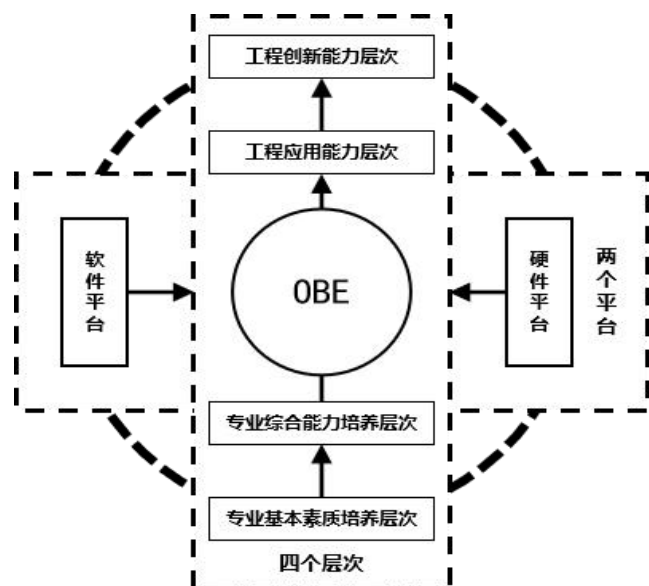 工程创新能力层次
工程应用能力层次
软件平台
OBE
硬件平台
两个平台
专业综合能力培养层次
专业基本素质培养层次
四个层次